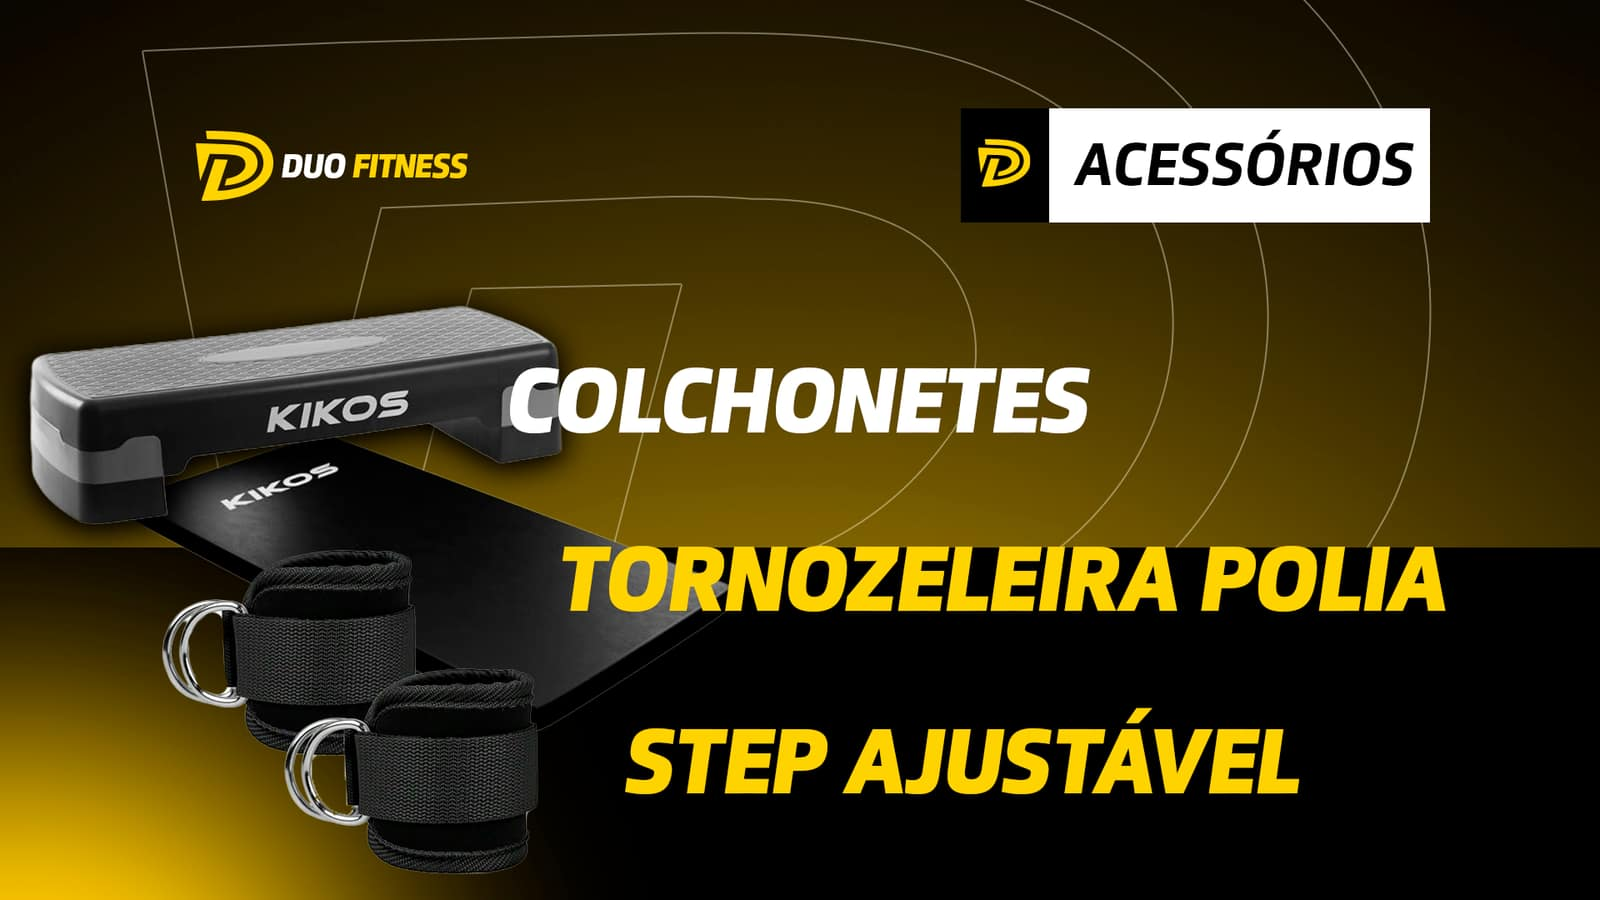 DUO FITNESS
ACESSÓRIOS
KIKOS
COLCHONETES
KIKOS
TORNOZELEIRA POLIA
STEP AJUSTÁVEL